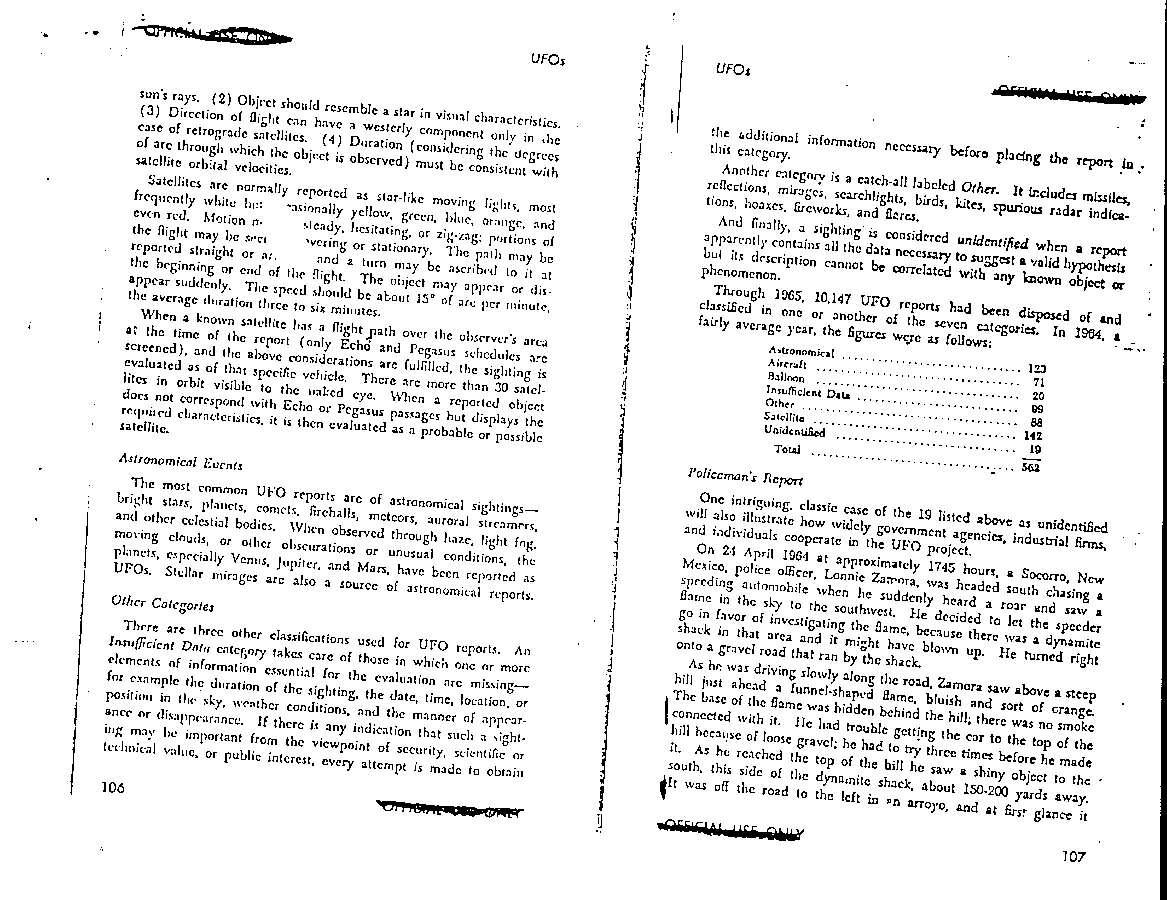 OFFICIAL USE ONLY
UFOs
sun's rays. (2) Object should resemble a star in visual characteristics.
(3) Direction of flight can have a westerly component only in the
case of retrograde satellites. (4) Duration (considering the degrees
of arc through which the object is observed) must be consistent with
satellite orbital velocities.
Satellites are normally reported as star-like moving lights, most
frequently white but asionally yellow, green, blue, orange, and
even red. Motion steady, hesitating, or zig-zag; portions of
the flight may be vering or stationary. The path may be
reported straight or and a turn may be ascribed to it at
the beginning or end of the flight. The object may appear or dis-
appear suddenly. The speed should be about 15° of arc per minute,
the average duration three to six minutes.
When a known satellite has a flight path over the observer's area
at the time of the report (only Echo and Pegasus schedules are
screened), and the above considerations are fulfilled, the sighting is
evaluated as of that specific vehicle. There are more than 30 satel-
lites in orbit visible to the naked eye. When a reported object
does not correspond with Echo or Pegasus passages but displays the
required characteristics, it is then evaluated as a probable or possible
satellite.
Astronomical Events
The most common UFO reports are of astronomical sightings—
bright stars, planets, comets, fireballs, meteors, auroral streamers,
and other celestial bodies. When observed through haze, light fog,
moving clouds, or other obscurations or unusual conditions, the
planets, especially Venus, Jupiter, and Mars, have been reported as
UFOs. Stellar mirages are also a source of astronomical reports.
Other Categories
There are three other classifications used for UFO reports. An
Insufficient Data category takes care of those in which one or more
elements of information essential for the evaluation are missing—
for example the duration of the sighting, the date, time, location, or
position in the sky, weather conditions, and the manner of appear-
ance or disappearance. If there is any indication that such a sight-
ing may be important from the viewpoint of security, scientific or
technical value, or public interest, every attempt is made to obtain
106
OFFICIAL USE ONLY
UFOs
OFFICIAL USE ONLY
the additional information necessary before placing the report in
this category.
Another category is a catch-all labeled Other. It includes missiles,
reflections, mirages, searchlights, birds, kites, spurious radar indica-
tions, hoaxes, fireworks, and flares.
And finally, a sighting is considered unidentified when a report
apparently contains all the data necessary to suggest a valid hypothesis
but its description cannot be correlated with any known object or
phenomenon.
Through 1965, 10,147 UFO reports had been disposed of and
classified in one or another of the seven categories. In 1964, a
fairly average year, the figures were as follows:
Astronomical .............................. 123
Aircraft .............................. 71
Balloon .............................. 20
Insufficient Data .............................. 99
Other .............................. 88
Satellite .............................. 142
Unidentified .............................. 19
Total .............................. 562
Policeman's Report
One intriguing, classic case of the 19 listed above as unidentified
will also illustrate how widely government agencies, industrial firms,
and individuals cooperate in the UFO project.
On 24 April 1964 at approximately 1745 hours, a Socorro, New
Mexico, police officer, Lonnie Zamora, was headed south chasing a
speeding automobile when he suddenly heard a roar and saw a
flame in the sky to the southwest. He decided to let the speeder
go in favor of investigating the flame, because there was a dynamite
shack in that area and it might have blown up. He turned right
onto a gravel road that ran by the shack.
As he was driving slowly along the road, Zamora saw above a steep
hill just ahead a funnel-shaped flame, bluish and sort of orange.
The base of the flame was hidden behind the hill; there was no smoke
connected with it. He had trouble getting the car to the top of the
hill because of loose gravel; he had to try three times before he made
it. As he reached the top of the hill he saw a shiny object to the
south, this side of the dynamite shack, about 150-200 yards away.
It was off the road to the left in an arroyo, and at first glance it
OFFICIAL USE ONLY
107